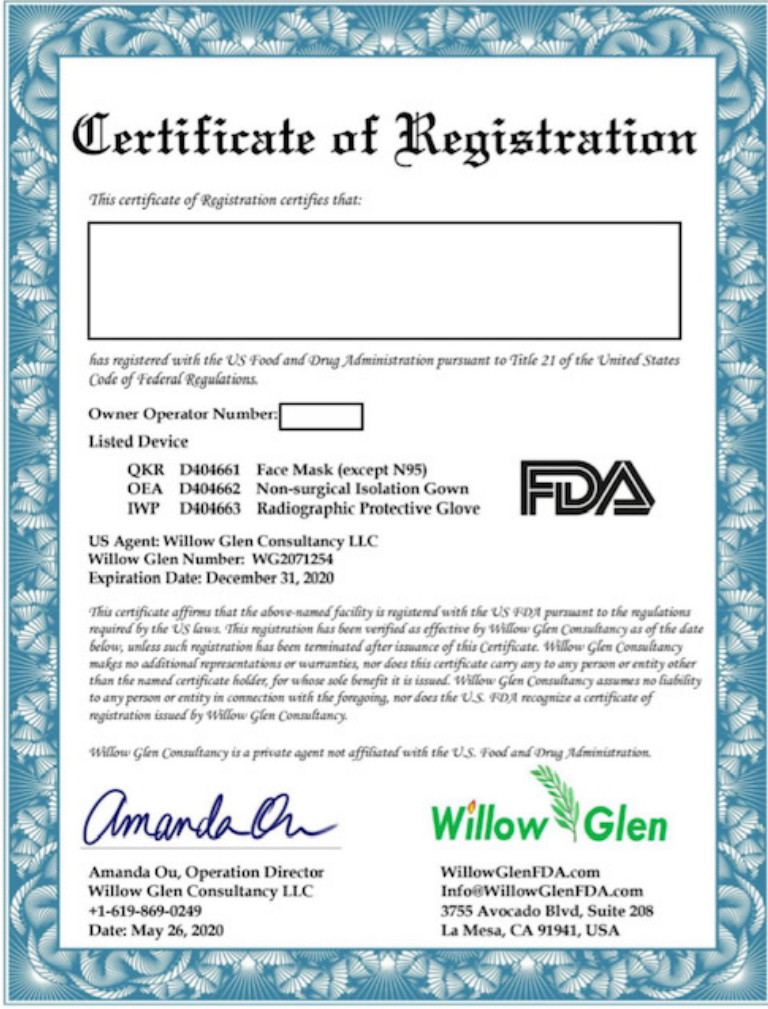 Certificate of Registration
This certificate of Registration certifies that:
has registered with the US Food and Drug Administration pursuant to Title 21 of the United States
Code of Federal Regulations.
Owner Operator Number:
Listed Device
QKR D404661 Face Mask (except N95)
OEA D404662 Non-surgical Isolation Gown
IWP D404663 Radiographic Protective Glove
FDA
US Agent: Willow Glen Consultancy LLC
Willow Glen Number: WG2071254
Expiration Date: December 31, 2020
This certificate affirms that the above-named facility is registered with the US FDA pursuant to the regulations
required by the US laws. This registration has been verified as effective by Willow Glen Consultancy as of the date
below, unless such registration has been terminated after issuance of this Certificate. Willow Glen Consultancy
makes no additional representations or warranties, nor does this certificate carry any to any person or entity other
than the named certificate holder, for whose sole benefit it is issued. Willow Glen Consultancy assumes no liability
to any person or entity in connection with the foregoing, nor does the U.S. FDA recognize a certificate of
registration issued by Willow Glen Consultancy.
Willow Glen Consultancy is a private agent not affiliated with the U.S. Food and Drug Administration.
Amanda Ou
Amanda Ou, Operation Director
Willow Glen Consultancy LLC
+1-619-869-0249
Date: May 26, 2020
Willow Glen
WillowGlenFDA.com
Info@WillowGlenFDA.com
3755 Avocado Blvd, Suite 208
La Mesa, CA 91941, USA